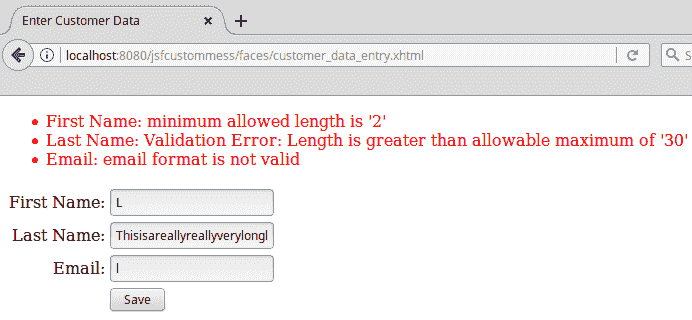 Enter Customer Data
localhost:8080/jsfcustommess/faces/customer_data_entry.xhtml
S
First Name: minimum allowed length is '2'
Last Name: Validation Error: Length is greater than allowable maximum of '30'
Email: email format is not valid
First Name: L
Last Name: Thisisareallyreallyverylongl
Email: l
Save